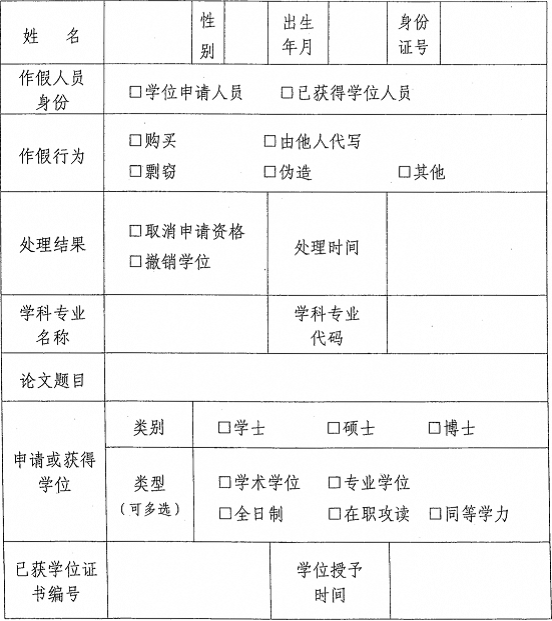 姓 名
性别
出生年月
身份证号
作假人员身份
□学位申请人员 □已获得学位人员
作假行为
□购买 □由他人代写
□剽窃 □伪造 □其他
处理结果
□取消申请资格
□撤销学位
处理时间
学科专业名称
学科专业代码
论文题目
申请或获得学位
类别
□学士 □硕士 □博士
类型
(可多选)
□学术学位 □专业学位
□全日制 □在职攻读 □同等学力
已获学位证书编号
学位授予时间